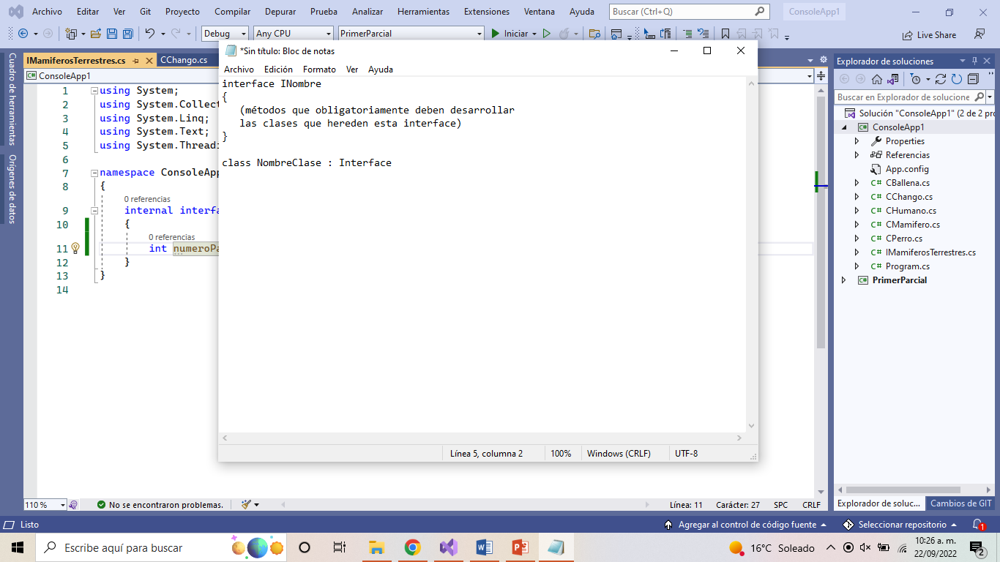 Archivo Editar Ver Git Proyecto Compilar Depurar Prueba Analizar Herramientas Extensiones Ventana Ayuda Buscar (Ctrl+Q) ConsoleApp1
Debug Any CPU PrimerParcial Iniciar Live Share
Cuadro de herramientas
Orígenes de datos
IMamiferosTerrestres.cs CChango.cs
ConsoleApp1
1 using System;
2 using System.Collect
3 using System.Linq;
4 using System.Text;
5 using System.Threadi
6
7 namespace ConsoleApp
8 {
0 referencias
9 internal interfa
10 {
0 referencias
11 int numeroPa
12 }
13 }
14
*Sin título: Bloc de notas
Archivo Edición Formato Ver Ayuda
interface INombre
{
(métodos que obligatoriamente deben desarrollar
las clases que hereden esta interface)
}
class NombreClase : Interface
Línea 5, columna 2 100% Windows (CRLF) UTF-8
Explorador de soluciones
Buscar en Explorador de solucione
Solución "ConsoleApp1" (2 de 2 pro
ConsoleApp1
Properties
Referencias
App.config
C# CBallena.cs
C# CChango.cs
C# CHumano.cs
C# CMamifero.cs
C# CPerro.cs
C# IMamiferosTerrestres.cs
C# Program.cs
PrimerParcial
Explorador de soluc... Cambios de GIT
110 % No se encontraron problemas. Línea: 11 Carácter: 27 SPC CRLF
Listo Agregar al control de código fuente Seleccionar repositorio 1
Escribe aquí para buscar 16°C Soleado 10:26 a. m.
22/09/2022 2